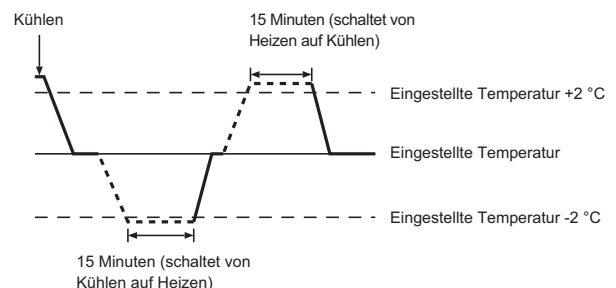 Kühlen
15 Minuten (schaltet von
Heizen auf Kühlen)
Eingestellte Temperatur +2 °C
Eingestellte Temperatur
Eingestellte Temperatur -2 °C
15 Minuten (schaltet von
Kühlen auf Heizen)